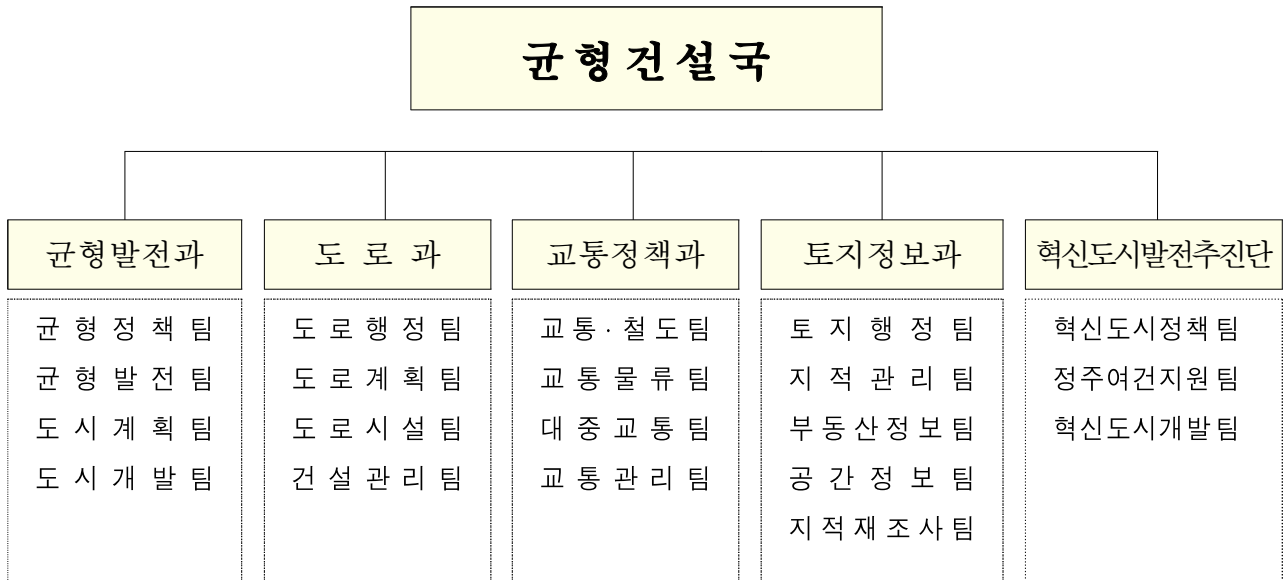 균형건설국
균형발전과
균형정책팀
균형발전팀
도시계획팀
도시개발팀
도로과
도로행정팀
도로계획팀
도로시설팀
건설관리팀
교통정책과
교통·철도팀
교통물류팀
대중교통팀
교통관리팀
토지정보과
토지행정팀
지적관리팀
부동산정보팀
공간정보팀
지적재조사팀
혁신도시발전추진단
혁신도시정책팀
정주여건지원팀
혁신도시개발팀